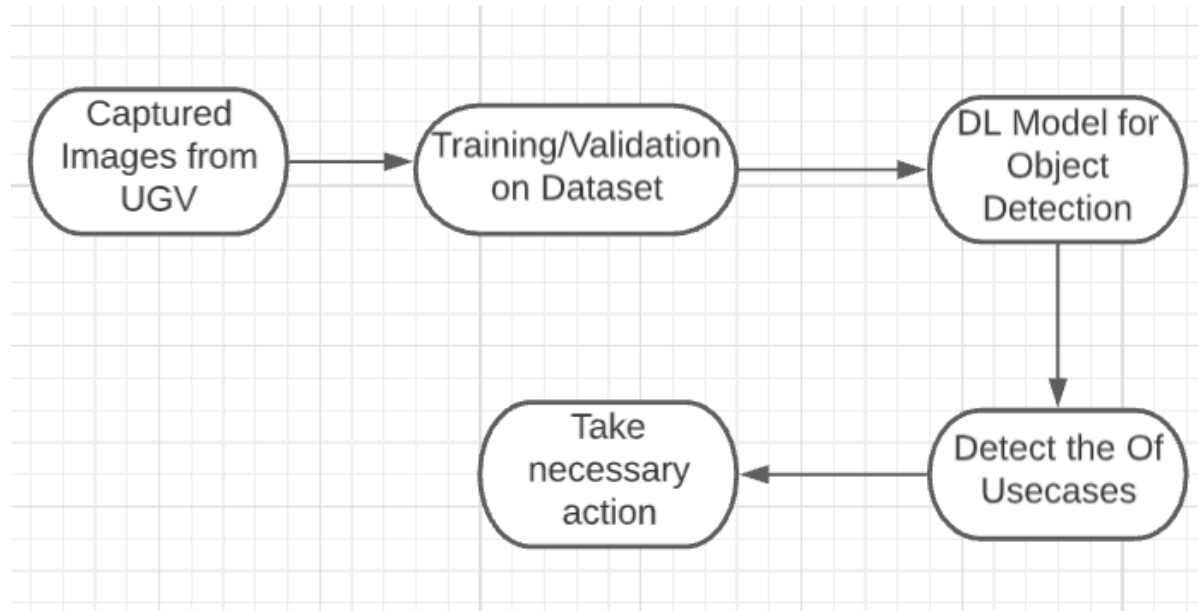 Captured
Images from
UGV
Training/Validation
on Dataset
DL Model for
Object
Detection
Detect the Of
Usecases
Take
necessary
action